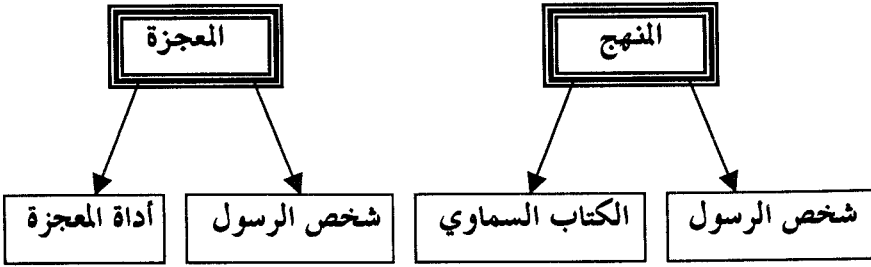 المنهج
المعجزة
شخص الرسول
الكتاب السماوي
شخص الرسول
أداة المعجزة